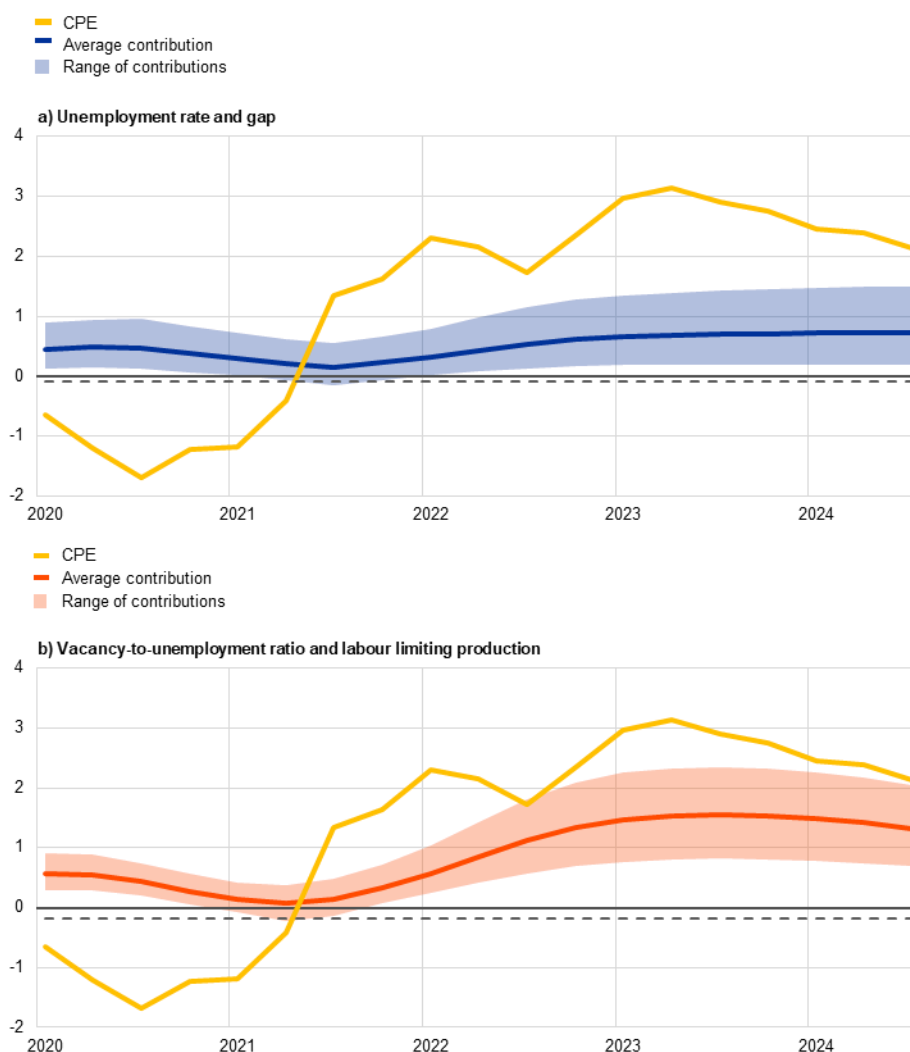 CPE
Average contribution
Range of contributions
a) Unemployment rate and gap
4
3
2
1
0
-1
-2
2020 2021 2022 2023 2024
CPE
Average contribution
Range of contributions
b) Vacancy-to-unemployment ratio and labour limiting production
4
3
2
1
0
-1
-2
2020 2021 2022 2023 2024